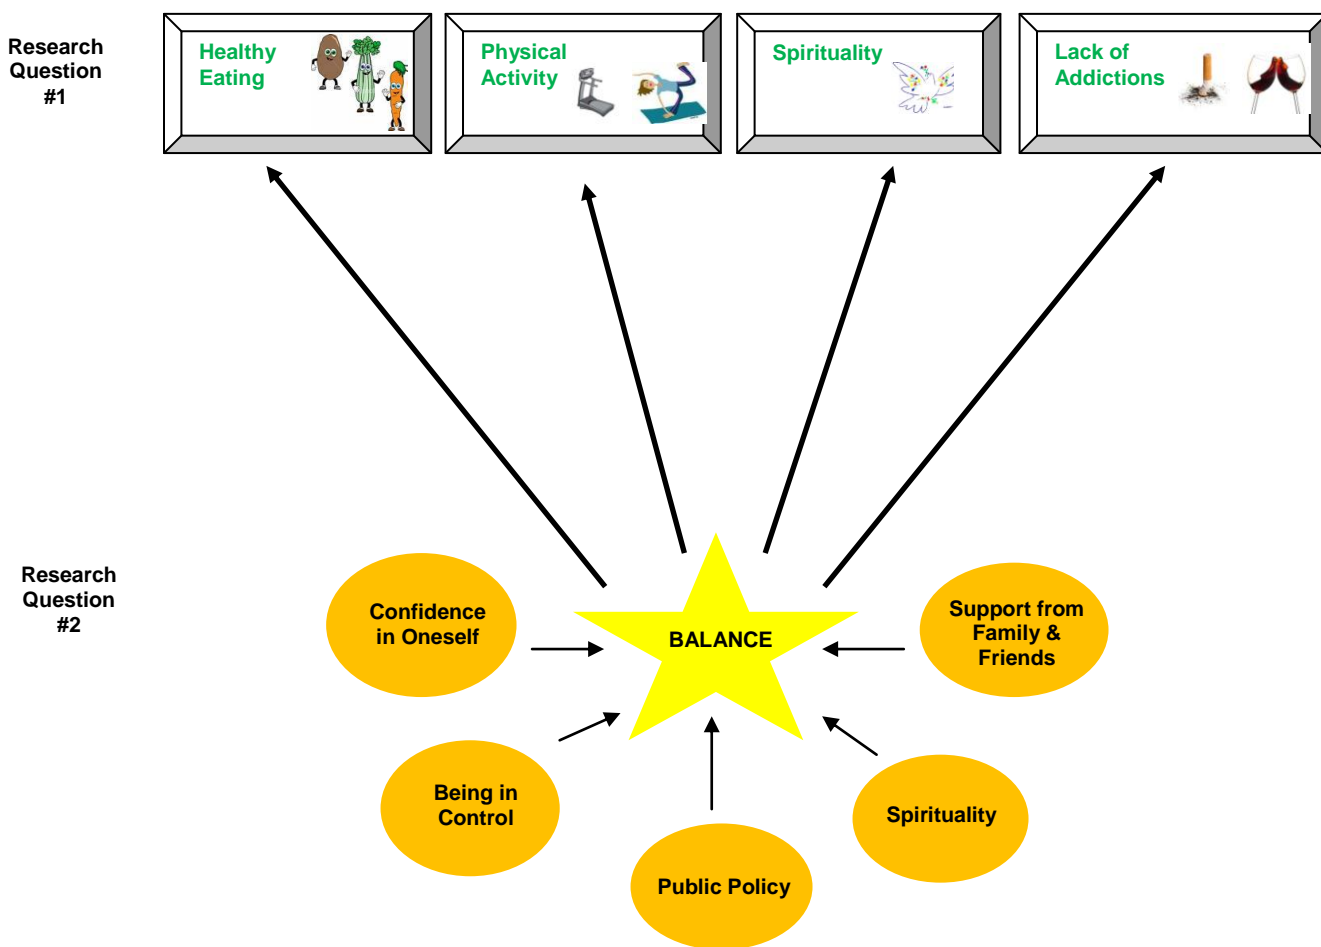 Research
Question
#1
Healthy
Eating
Physical
Activity
Spirituality
Lack of
Addictions
Research
Question
#2
Confidence
in Oneself
BALANCE
Support from
Family &
Friends
Being in
Control
Spirituality
Public Policy